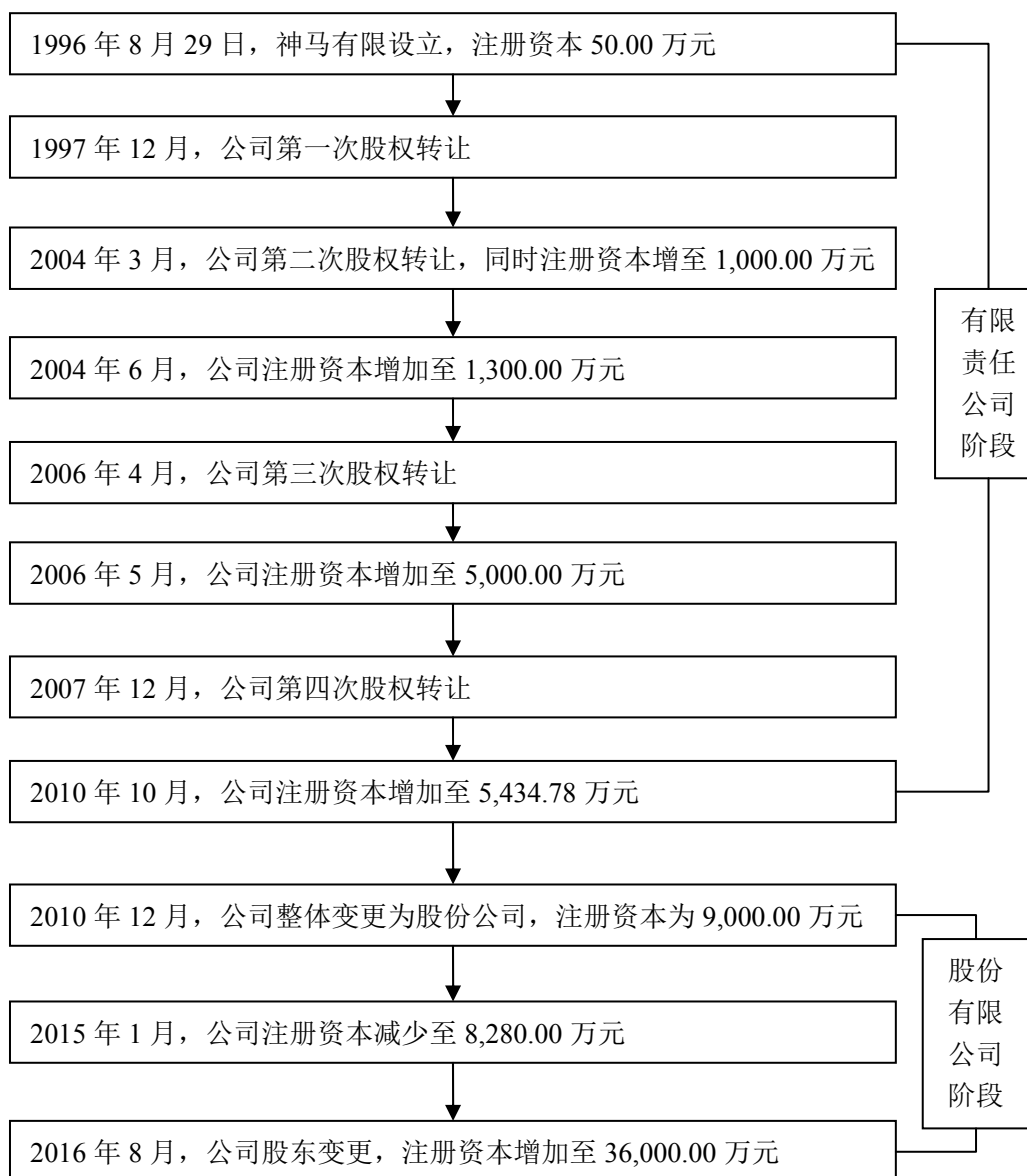 1996 年 8 月 29 日，神马有限设立，注册资本 50.00 万元
1997 年 12 月，公司第一次股权转让
2004 年 3 月，公司第二次股权转让，同时注册资本增至 1,000.00 万元
2004 年 6 月，公司注册资本增加至 1,300.00 万元
2006 年 4 月，公司第三次股权转让
2006 年 5 月，公司注册资本增加至 5,000.00 万元
2007 年 12 月，公司第四次股权转让
2010 年 10 月，公司注册资本增加至 5,434.78 万元
有限
责任
公司
阶段
2010 年 12 月，公司整体变更为股份公司，注册资本为 9,000.00 万元
2015 年 1 月，公司注册资本减少至 8,280.00 万元
2016 年 8 月，公司股东变更，注册资本增加至 36,000.00 万元
股份
有限
公司
阶段